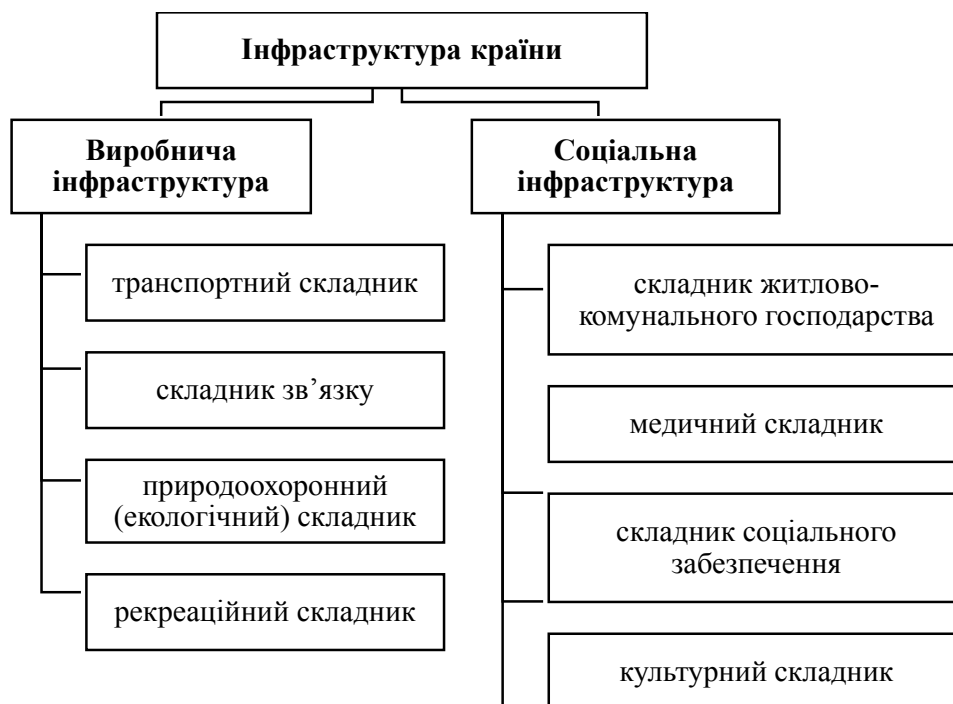 Інфраструктура країни
Виробнича
інфраструктура
транспортний складник
складник зв’язку
природоохоронний
(екологічний) складник
рекреаційний складник
Соціальна
інфраструктура
складник житлово-
комунального господарства
медичний складник
складник соціального
забезпечення
культурний складник